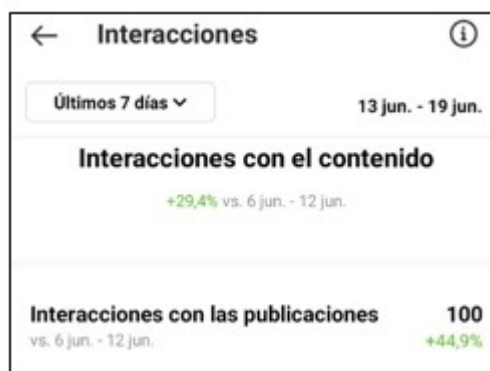 Interacciones
Últimos 7 días
13 jun. - 19 jun.
Interacciones con el contenido
+29,4% vs. 6 jun. - 12 jun.
Interacciones con las publicaciones 100
vs. 6 jun. - 12 jun. +44,9%